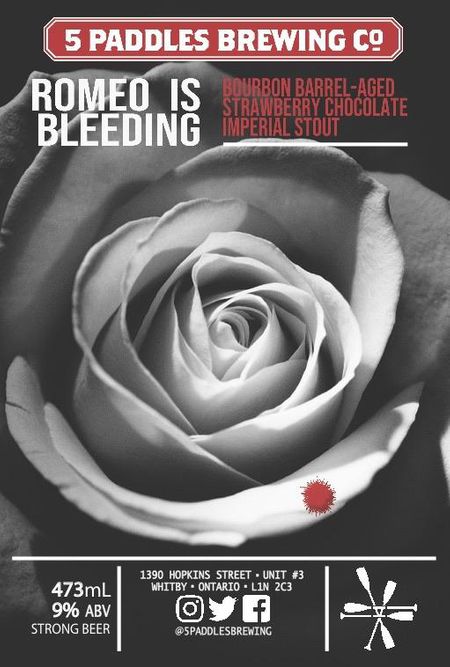 5 PADDLES BREWING CO
ROMEO IS
BLEEDING
BOURBON BARREL-AGED
STRAWBERRY CHOCOLATE
IMPERIAL STOUT
473mL
9% ABV
STRONG BEER
1390 HOPKINS STREET • UNIT #3
WHITBY • ONTARIO • L1N 2C3
@5PADDLESBREWING